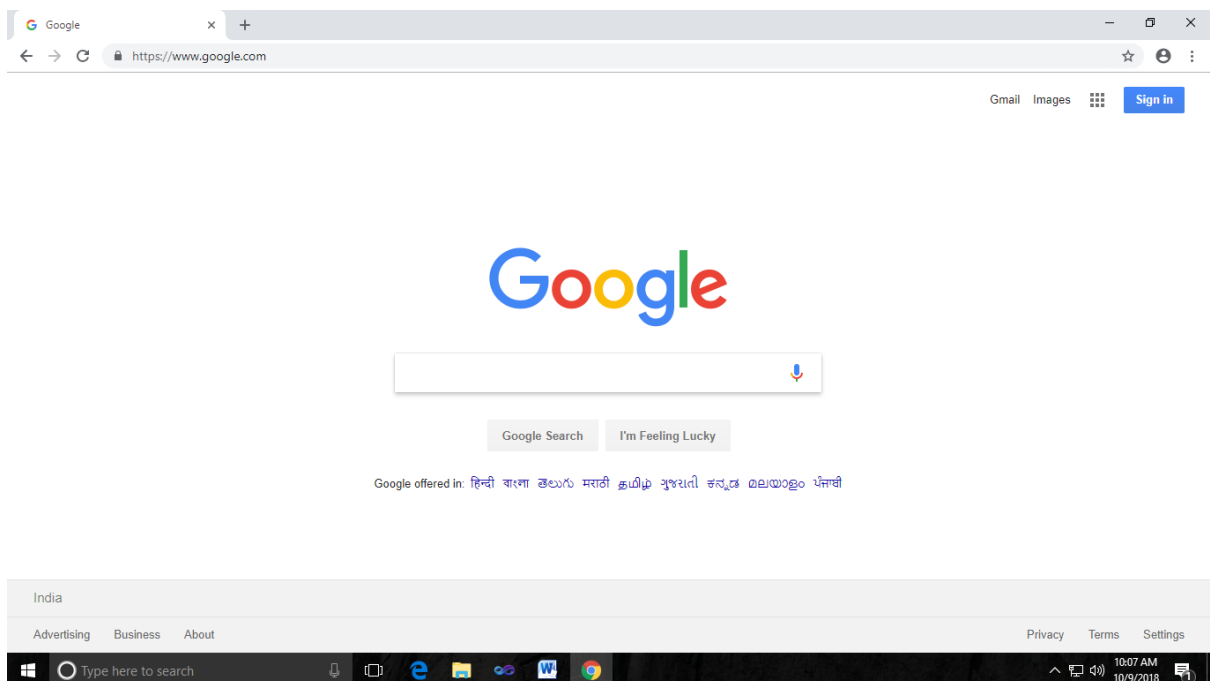 Google
https://www.google.com
Gmail Images Sign in
Google
Google Search I'm Feeling Lucky
Google offered in: हिन्दी বাংলা తెలుగు मराठी தமிழ் ગુજરાતી ಕನ್ನಡ മലയാളം ਪੰਜਾਬੀ
India
Advertising Business About Privacy Terms Settings
Type here to search 10:07 AM
10/9/2018 1